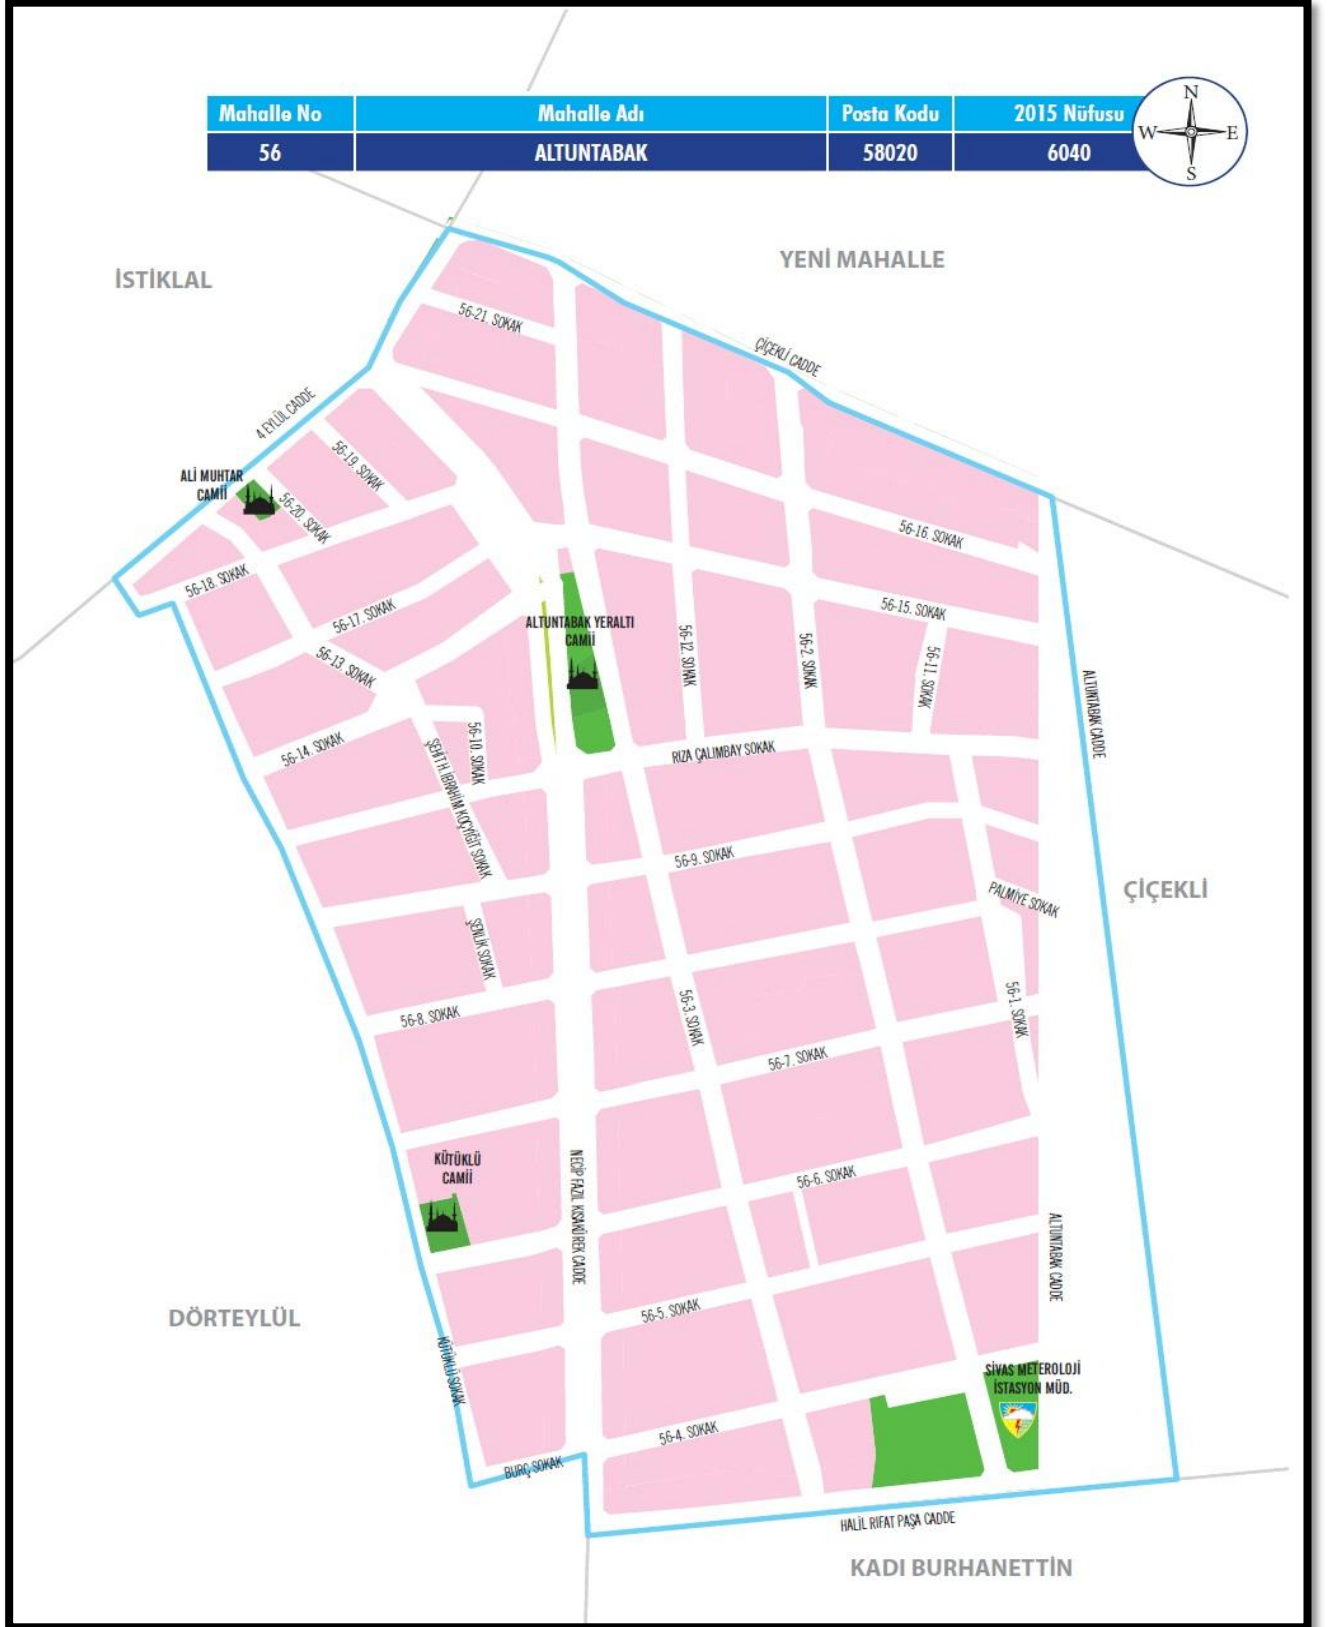 Mahalle No Mahalle Adı Posta Kodu 2015 Nüfusu
56 ALTUNTABAK 58020 6040
N
W E
S
İSTİKLAL
YENİ MAHALLE
56-21. SOKAK
ÇİÇEKLİ CADDE
4 EYLÜL CADDE
56-19. SOKAK
ALİ MUHTAR
CAMİİ
56-20. SOKAK
56-16. SOKAK
56-18. SOKAK
56-17. SOKAK
56-15. SOKAK
ALTUNTABAK YERALTI
CAMİİ
56-12. SOKAK
56-2. SOKAK
56-11. SOKAK
56-13. SOKAK
ALTUNTABAK CADDE
56-14. SOKAK
56-10. SOKAK
ŞEHİT H. İBRAHİM KOÇYİĞİT SOKAK
RIZA ÇALIMBAY SOKAK
56-9. SOKAK
PALMİYE SOKAK
ÇİÇEKLİ
ŞENLİK SOKAK
56-8. SOKAK
56-3. SOKAK
56-1. SOKAK
56-7. SOKAK
KÜTÜKLÜ
CAMİİ
NECİP FAZIL KISAKÜREK CADDE
56-6. SOKAK
ALTUNTABAK CADDE
DÖRTEYLÜL
56-5. SOKAK
KÜTÜKLÜ SOKAK
SİVAS METEROLOJİ
İSTASYON MÜD.
56-4. SOKAK
BURÇ SOKAK
HALİL RIFAT PAŞA CADDE
KADI BURHANETTİN